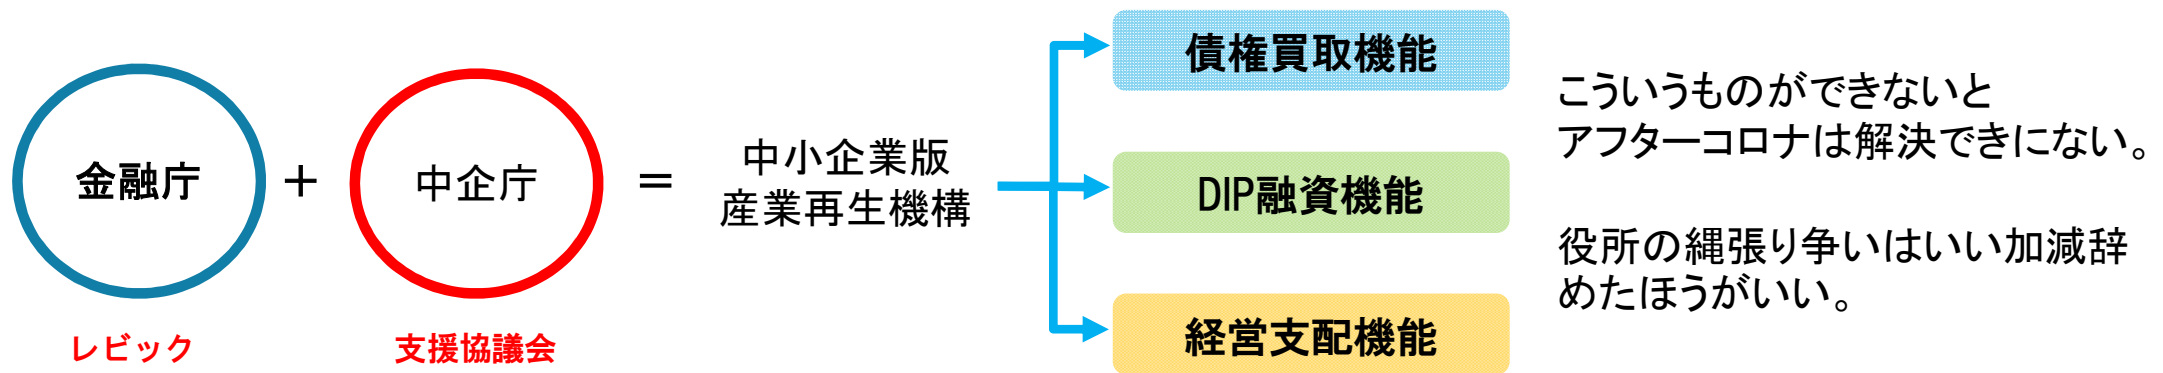 金融庁
レビック
+
中企庁
支援協議会
=
中小企業版
産業再生機構
債権買取機能
DIP融資機能
経営支配機能
こういうものができないと
アフターコロナは解決できにない。
役所の縄張り争いはいい加減辞
めたほうがいい。